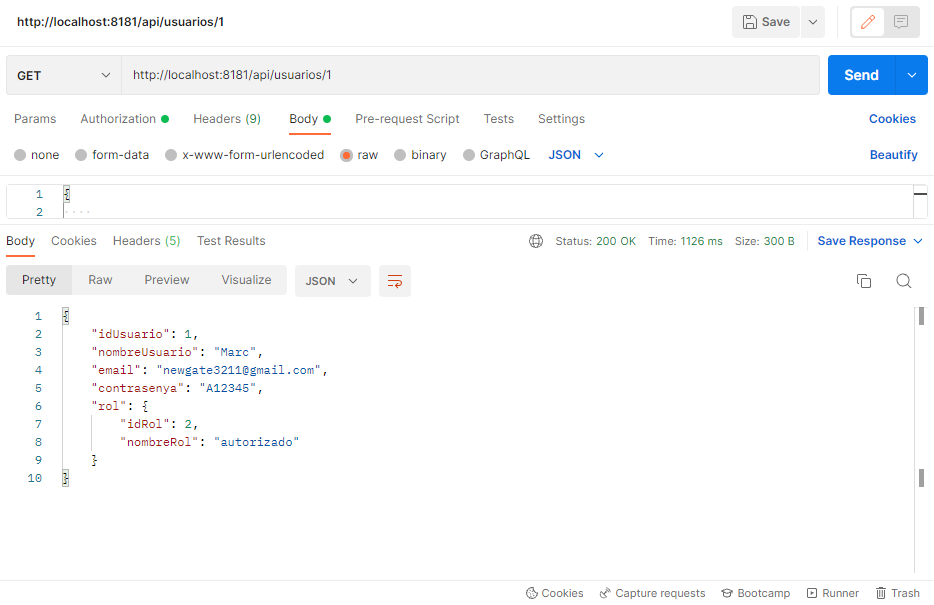 http://localhost:8181/api/usuarios/1 Save
GET http://localhost:8181/api/usuarios/1 Send
Params Authorization Headers (9) Body Pre-request Script Tests Settings Cookies
none form-data x-www-form-urlencoded raw binary GraphQL JSON Beautify
1 {
2 ....
Body Cookies Headers (5) Test Results Status: 200 OK Time: 1126 ms Size: 300 B Save Response
Pretty Raw Preview Visualize JSON
1 {
2 "idUsuario": 1,
3 "nombreUsuario": "Marc",
4 "email": "newgate3211@gmail.com",
5 "contrasenya": "A12345",
6 "rol": {
7 "idRol": 2,
8 "nombreRol": "autorizado"
9 }
10 }
Cookies Capture requests Bootcamp Runner Trash